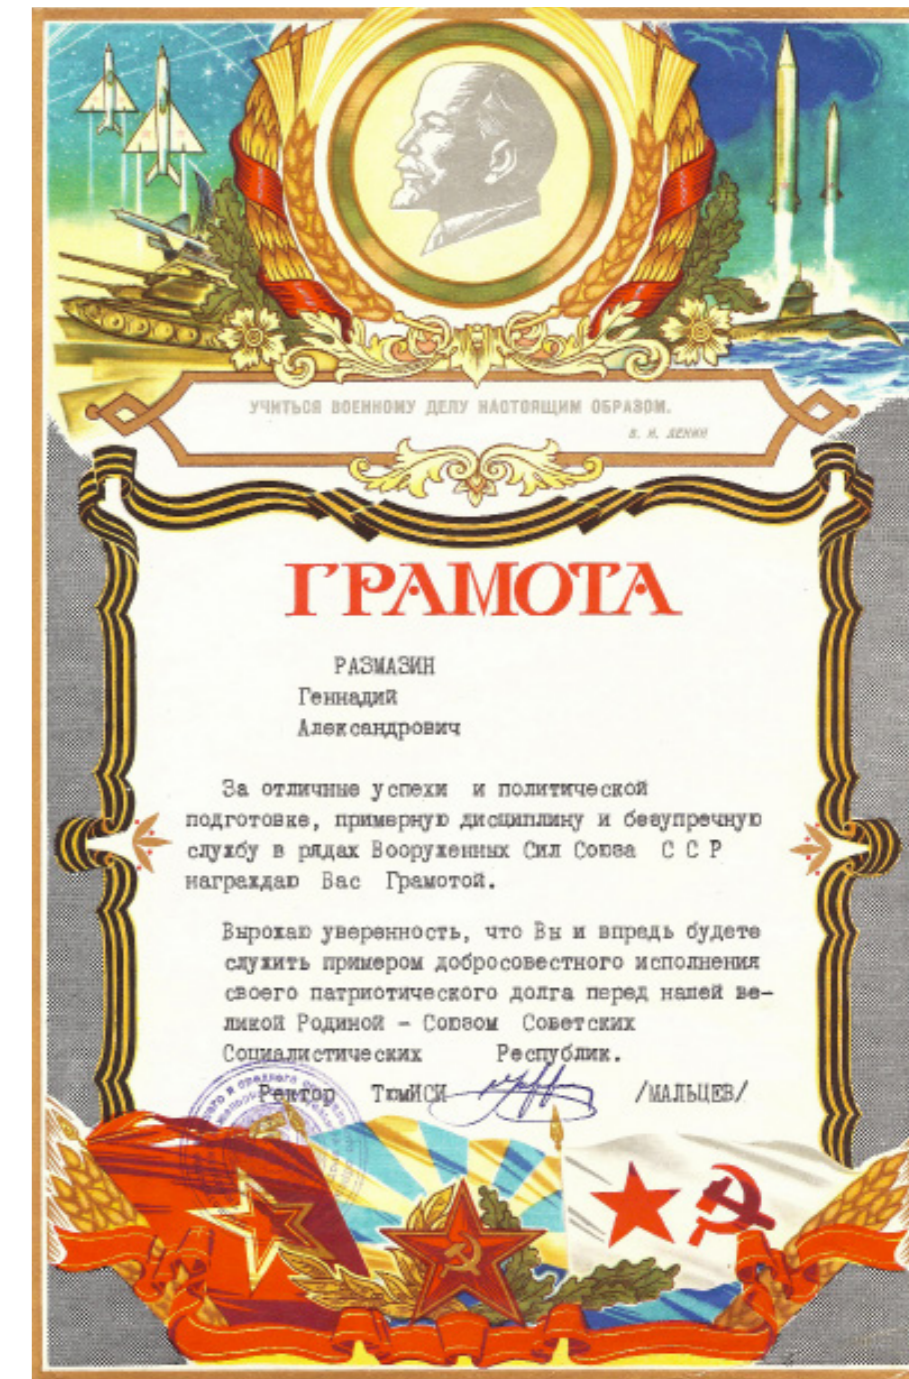 УЧИТЬСЯ ВОЕННОМУ ДЕЛУ НАСТОЯЩИМ ОБРАЗОМ.
В. И. ЛЕНИН
ГРАМОТА
РАЗМАЗИН
Геннадий
Александрович
За отличные успехи и политической
подготовке, примерную дисциплину и безупречную
службу в рядах Вооруженных Сил Союза С С Р
награждаю Вас Грамотой.
Вырожаю уверенность, что Вы и впредь будете
служить примером добросовестного исполнения
своего патриотического долга перед нашей ве-
ликой Родиной - Союзом Советских
Социалистических Республик.
Ректор ТюмИСИ /МАЛЬЦЕВ/